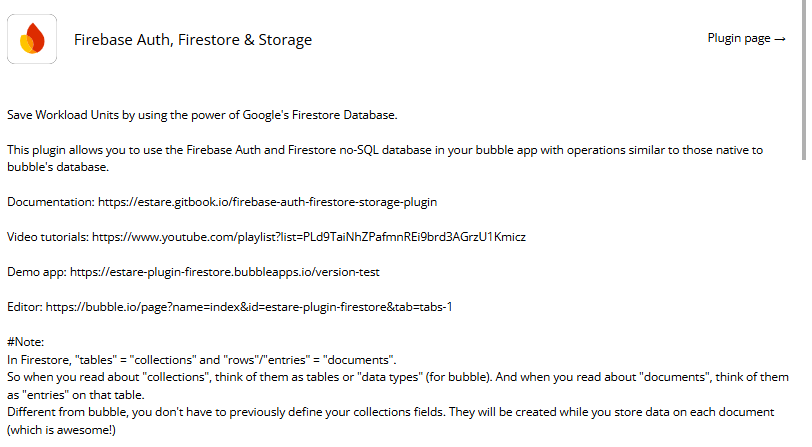 Firebase Auth, Firestore & Storage
Plugin page →
Save Workload Units by using the power of Google's Firestore Database.
This plugin allows you to use the Firebase Auth and Firestore no-SQL database in your bubble app with operations similar to those native to
bubble's database.
Documentation: https://estare.gitbook.io/firebase-auth-firestore-storage-plugin
Video tutorials: https://www.youtube.com/playlist?list=PLd9TaiNhZPafmnREi9brd3AGrzU1Kmicz
Demo app: https://estare-plugin-firestore.bubbleapps.io/version-test
Editor: https://bubble.io/page?name=index&id=estare-plugin-firestore&tab=tabs-1
#Note:
In Firestore, "tables" = "collections" and "rows"/"entries" = "documents".
So when you read about "collections", think of them as tables or "data types" (for bubble). And when you read about "documents", think of them
as "entries" on that table.
Different from bubble, you don't have to previously define your collections fields. They will be created while you store data on each document
(which is awesome!)